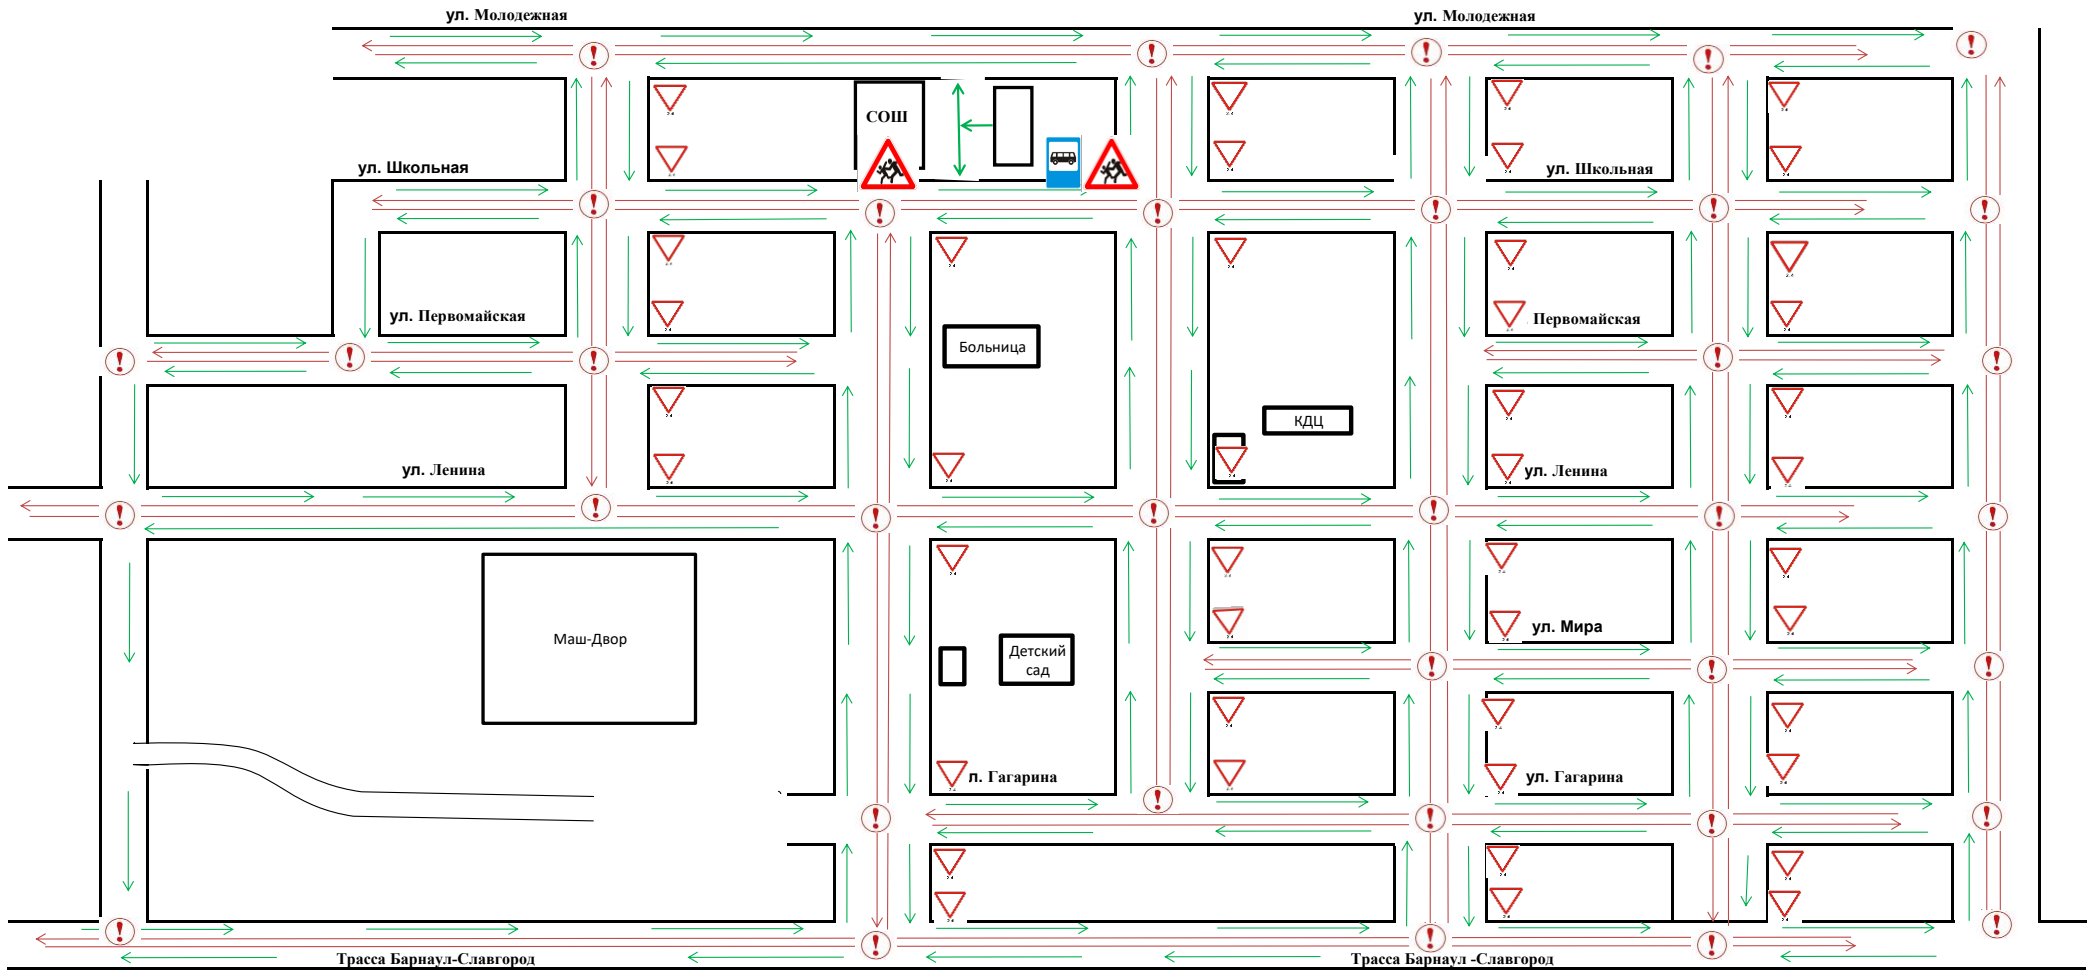 ул. Молодежная
ул. Молодежная
СОШ
ул. Школьная
ул. Школьная
ул. Первомайская
Первомайская
Больница
КДЦ
ул. Ленина
ул. Ленина
Маш-Двор
Детский
сад
ул. Мира
л. Гагарина
ул. Гагарина
Трасса Барнаул-Славгород
Трасса Барнаул -Славгород